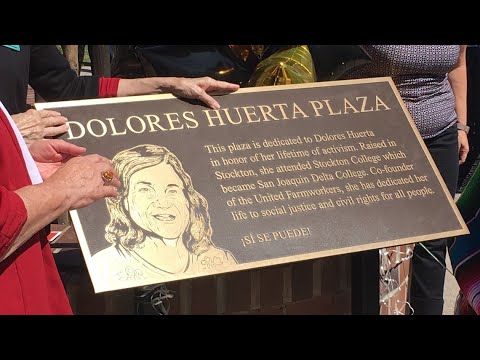 DOLORES HUERTA PLAZA
This plaza is dedicated to Dolores Huerta
in honor of her lifetime of activism. Raised in
Stockton, she attended Stockton College which
became San Joaquin Delta College. Co-founder
of the United Farmworkers, she has dedicated her
life to social justice and civil rights for all people.
¡SÍ SE PUEDE!